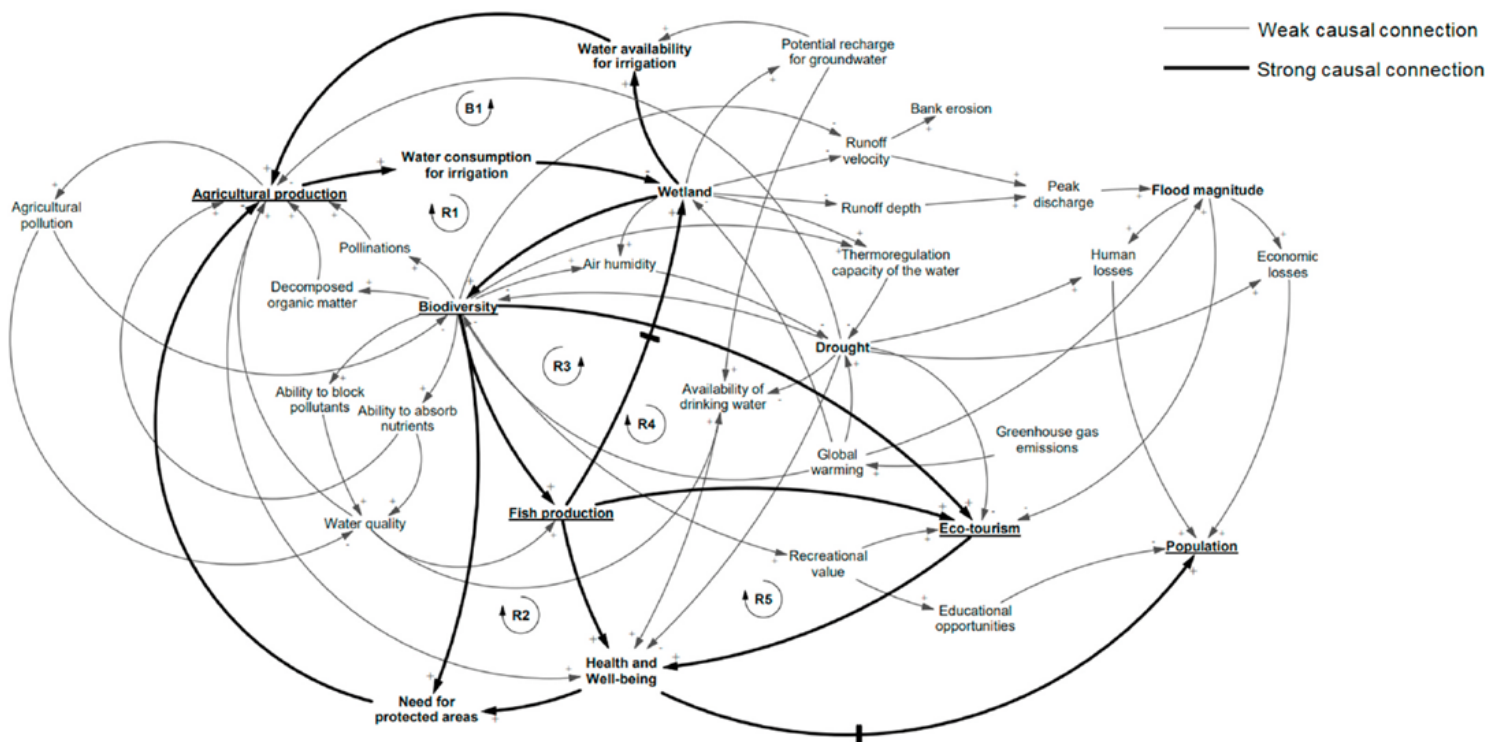 Weak causal connection
Strong causal connection
Water availability
for irrigation
Potential recharge
for groundwater
B1
Bank erosion
Runoff
velocity
Water consumption
for irrigation
Agricultural production
Wetland
Peak
discharge
Flood magnitude
Agricultural
pollution
R1
Runoff depth
Pollinations
Air humidity
Thermoregulation
capacity of the water
Human
losses
Economic
losses
Decomposed
organic matter
Biodiversity
Drought
R3
Ability to block
pollutants
Ability to absorb
nutrients
Availability of
drinking water
R4
Greenhouse gas
emissions
Global
warming
Fish production
Water quality
Eco-tourism
Population
Recreational
value
R5
R2
Educational
opportunities
Health and
Well-being
Need for
protected areas